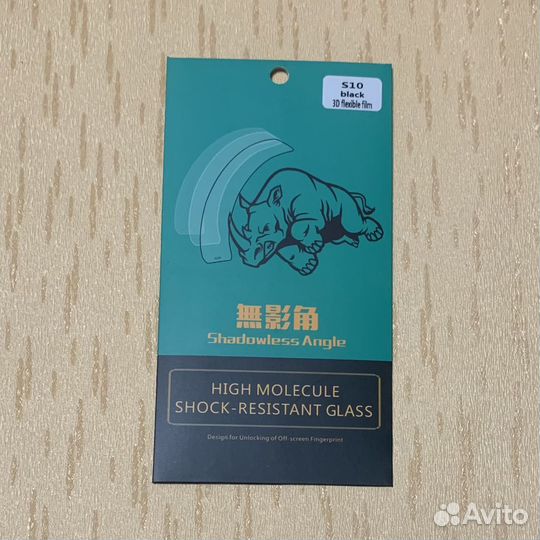 S10
black
3D flexible film
無影角
Shadowless Angle
HIGH MOLECULE
SHOCK-RESISTANT GLASS
Design for Unlocking of Off-screen Fingerprint
Avito